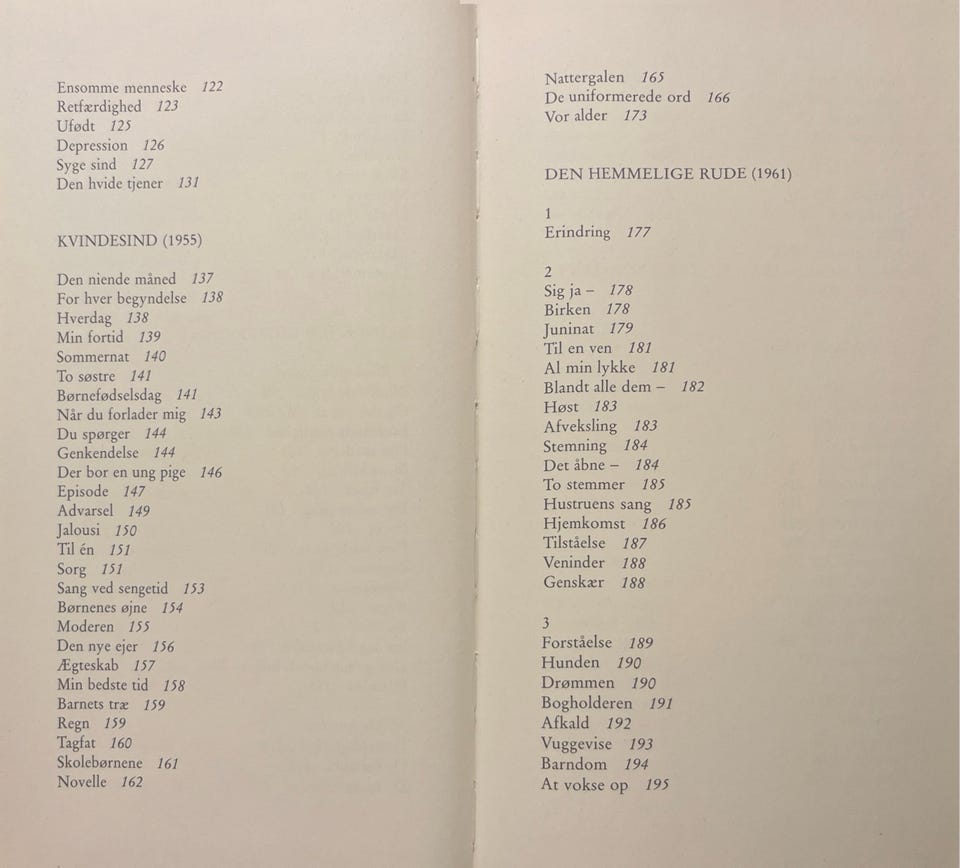 Ensomme menneske 122
Retfærdighed 123
Ufødt 125
Depression 126
Syge sind 127
Den hvide tjener 131
KVINDESIND (1955)
Den niende måned 137
For hver begyndelse 138
Hverdag 138
Min fortid 139
Sommernat 140
To søstre 141
Børnefødselsdag 141
Når du forlader mig 143
Du spørger 144
Genkendelse 144
Der bor en ung pige 146
Episode 147
Advarsel 149
Jalousi 150
Til én 151
Sorg 151
Sang ved sengetid 153
Børnenes øjne 154
Moderen 155
Den nye ejer 156
Ægteskab 157
Min bedste tid 158
Barnets træ 159
Regn 159
Tagfat 160
Skolebørnene 161
Novelle 162
Nattergalen 165
De uniformerede ord 166
Vor alder 173
DEN HEMMELIGE RUDE (1961)
1
Erindring 177
2
Sig ja – 178
Birken 178
Juninat 179
Til en ven 181
Al min lykke 181
Blandt alle dem – 182
Høst 183
Afveksling 183
Stemning 184
Det åbne – 184
To stemmer 185
Hustruens sang 185
Hjemkomst 186
Tilståelse 187
Veninder 188
Genskær 188
3
Forståelse 189
Hunden 190
Drømmen 190
Bogholderen 191
Afkald 192
Vuggevise 193
Barndom 194
At vokse op 195